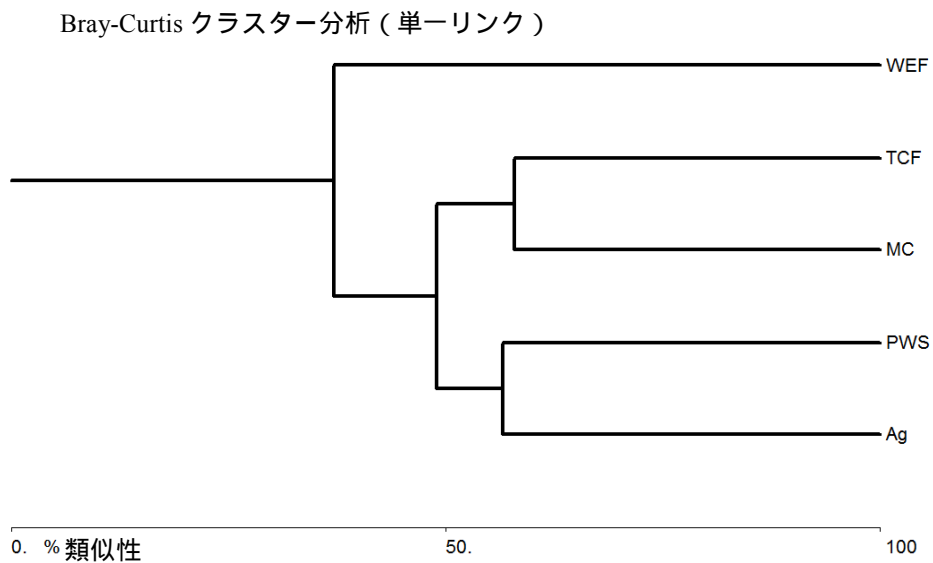 Bray-Curtis クラスター分析 ( 単一リンク )
WEF
TCF
MC
PWS
Ag
0. % 類似性 50. 100